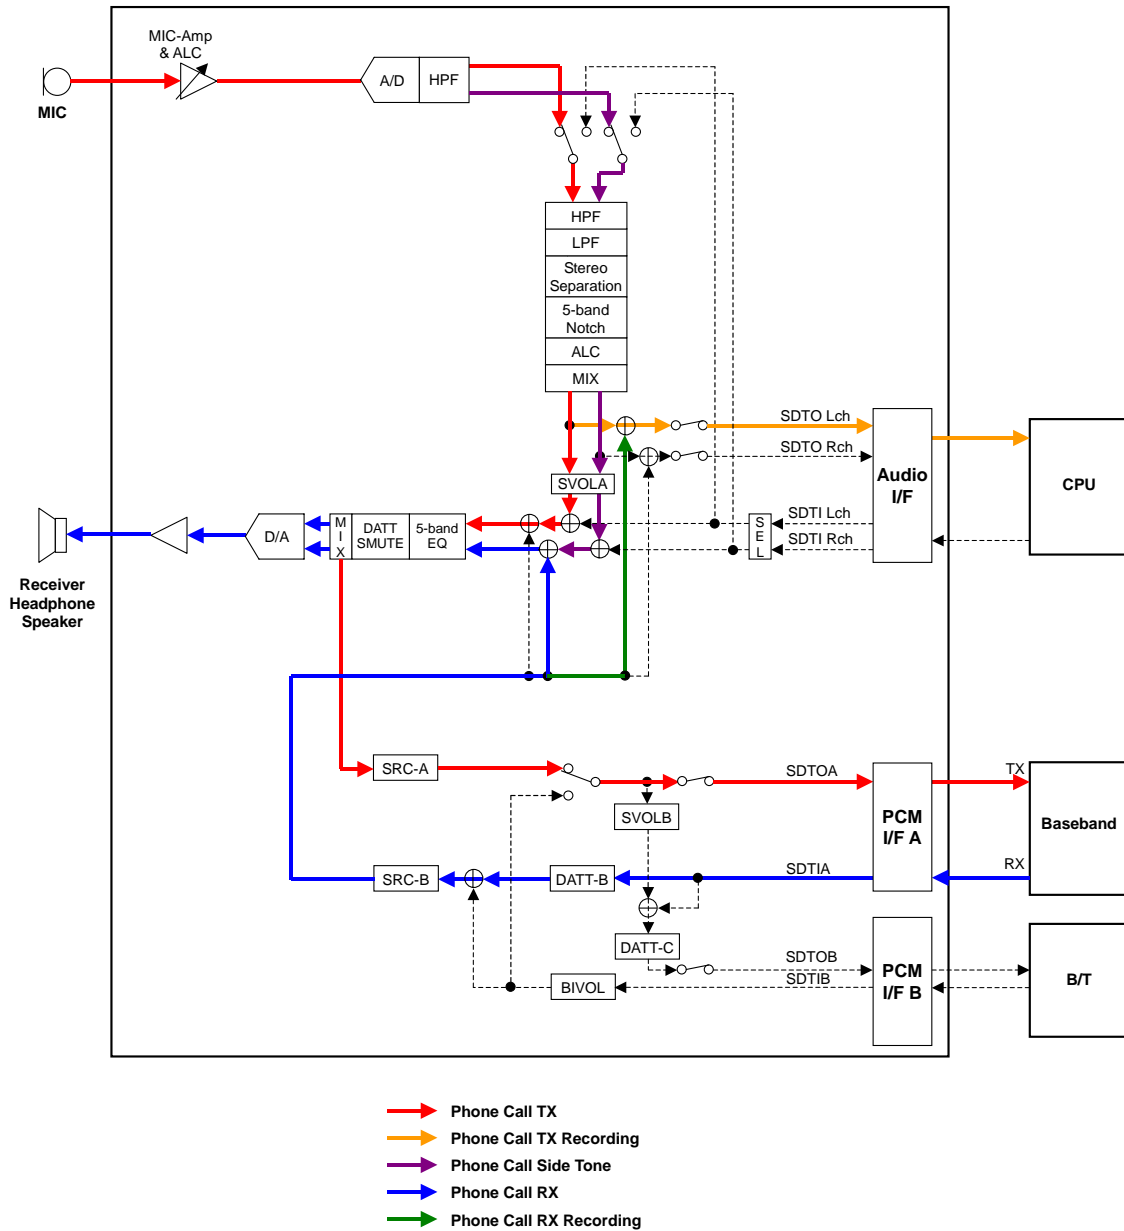 MIC-Amp
& ALC
MIC
A/D
HPF
HPF
LPF
Stereo
Separation
5-band
Notch
ALC
MIX
SDTO Lch
SDTO Rch
Audio
I/F
CPU
SVOLA
SDTI Lch
SDTI Rch
S
E
L
D/A
M
I
X
DATT
SMUTE
5-band
EQ
Receiver
Headphone
Speaker
SRC-A
SDTOA
PCM
I/F A
TX
Baseband
RX
SVOLB
SRC-B
DATT-B
SDTIA
DATT-C
SDTOB
SDTIB
BIVOL
PCM
I/F B
B/T
Phone Call TX
Phone Call TX Recording
Phone Call Side Tone
Phone Call RX
Phone Call RX Recording